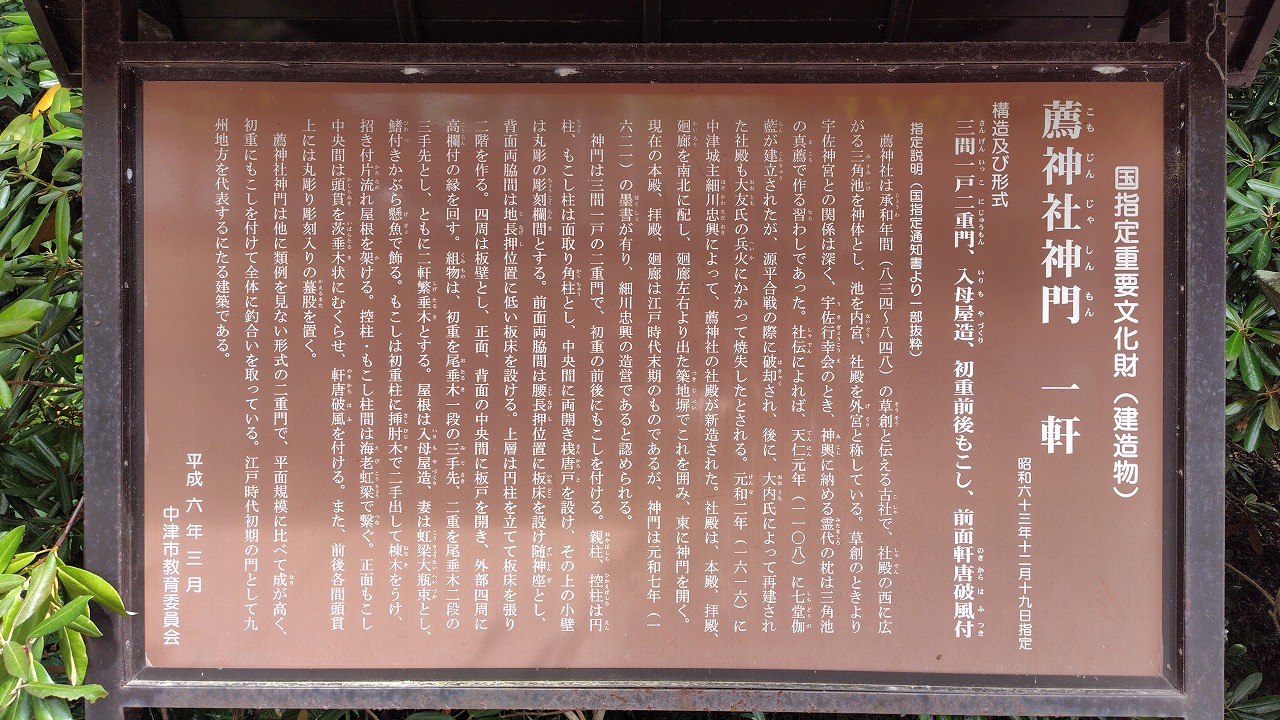 国指定重要文化財（建造物）
薦神社神門　一軒
昭和六十三年十二月十九日指定
構造及び形式
三間一戸二重門、入母屋造、初重前後もこし、前面軒唐破風付
指定説明（国指定通知書より一部抜粋）
薦神社は承和年間（八三四～八四八）の草創と伝える古社で、社殿の西に広
がる三角池を神体とし、池を内宮、社殿を外宮と称している。草創のときより
宇佐神宮との関係は深く、宇佐行幸会のとき、神輿に納める霊代の枕は三角池
の真薦で作る習わしであった。社伝によれば、天仁元年（一一〇八）に七堂伽
藍が建立されたが、源平合戦の際に破却され、後に、大内氏によって再建され
た社殿も大友氏の兵火にかかって焼失したとされる。元和二年（一六一六）に
中津城主細川忠興によって、薦神社の社殿が新造された。社殿は、本殿、拝殿、
廻廊を南北に配し、廻廊左右より出た築地塀でこれを囲み、東に神門を開く。
現在の本殿、拝殿、廻廊は江戸時代末期のものであるが、神門は元和七年（一
六二一）の墨書が有り、細川忠興の造営であると認められる。
神門は三間一戸の二重門で、初重の前後にもこしを付ける。親柱、控柱は円
柱、もこし柱は面取り角柱とし、中央間に両開き桟唐戸を設け、その上の小壁
は丸彫の彫刻欄間とする。前面両脇間は腰長押位置に板床を設け随神座とし、
背面両脇間は地長押位置に低い板床を設ける。上層は円柱を立てて板床を張り
二階を作る。四周は板壁とし、正面、背面の中央間に板戸を開き、外部四周に
高欄付の縁を回す。組物は、初重を尾垂木一段の三手先、二重を尾垂木二段の
三手先とし、ともに二軒繁垂木とする。屋根は入母屋造、妻は虹梁大瓶束とし、
鰭付きかぶら懸魚で飾る。もこしは初重柱に挿肘木で二手出して棟木をうけ、
招き付片流れ屋根を架ける。控柱・もこし柱間は海老虹梁で繋ぐ。正面もこし
中央間は頭貫を茨垂木状にむくらせ、軒唐破風を付ける。また、前後各間頭貫
上には丸彫り彫刻入りの蟇股を置く。
薦神社神門は他に類例を見ない形式の二重門で、平面規模に比べて成が高く、
初重にもこしを付けて全体に釣合いを取っている。江戸時代初期の門として九
州地方を代表するにたる建築である。
平成六年三月
中津市教育委員会